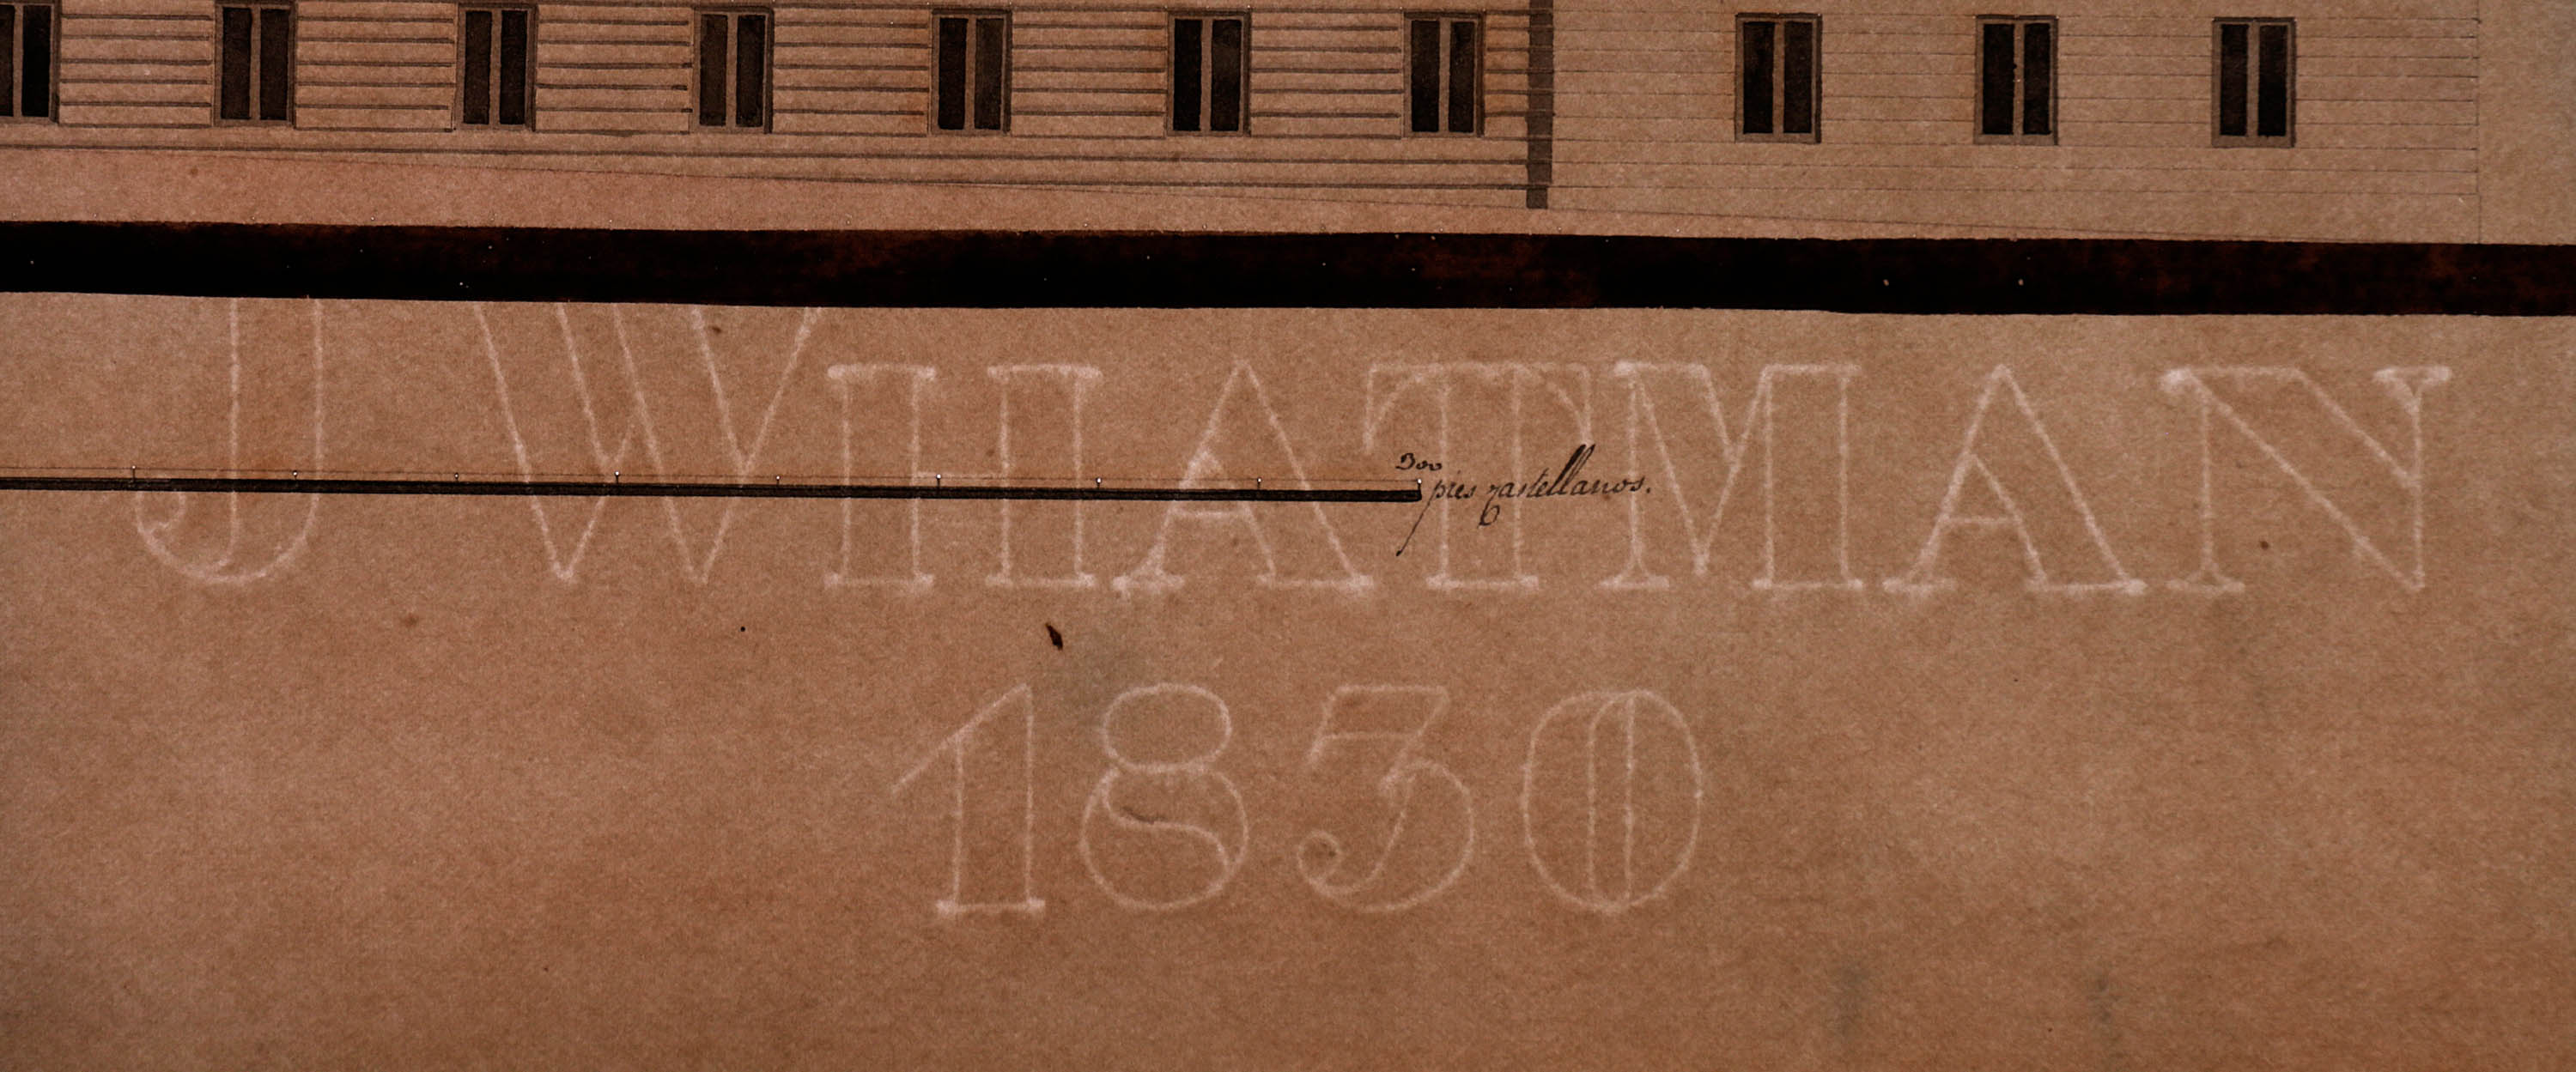 J WHATMAN
300
pies castellanos.
1830